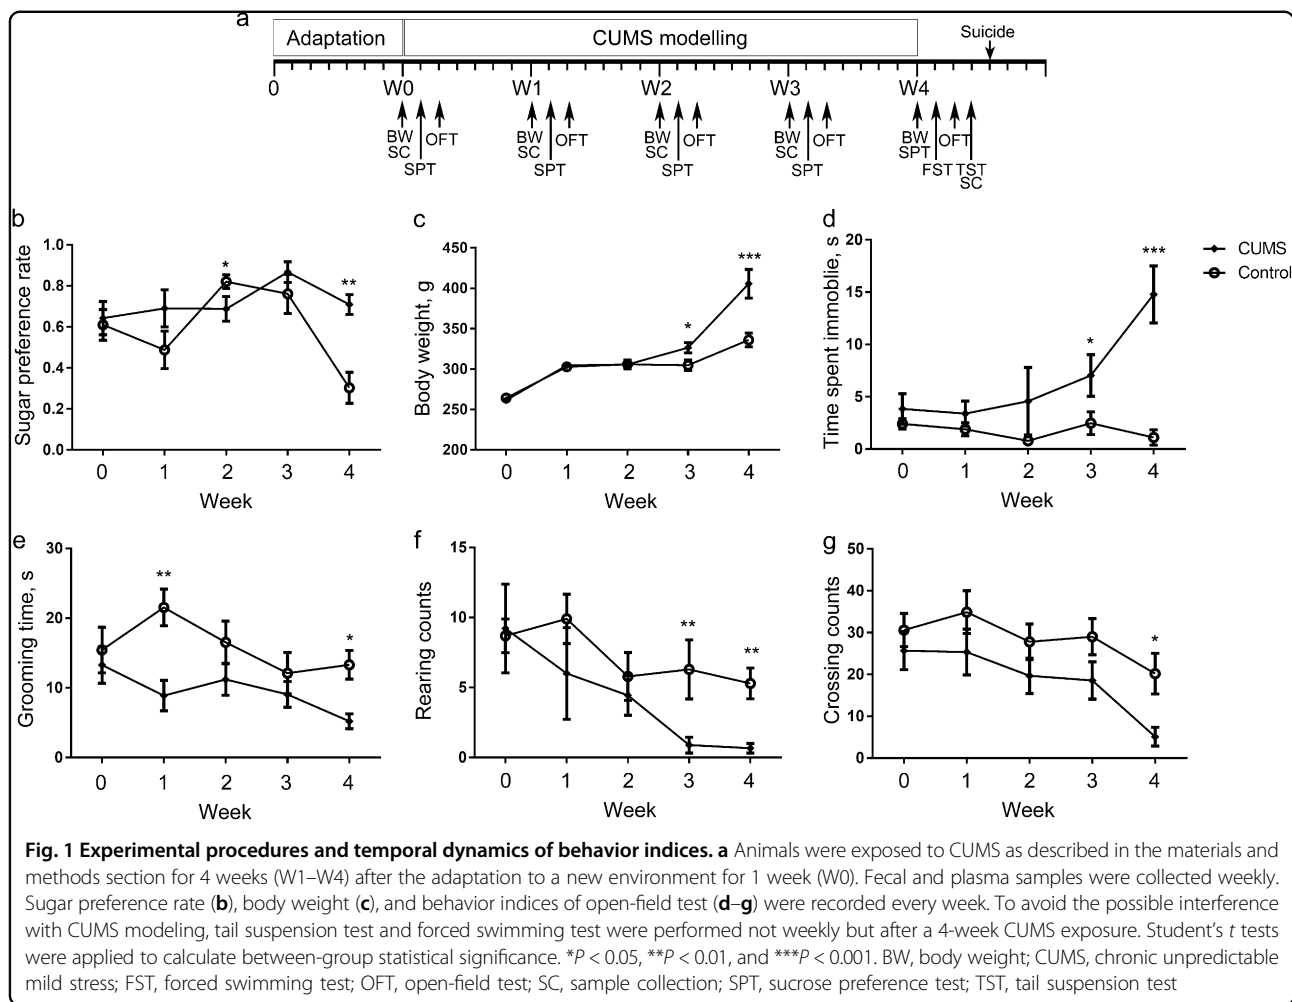 a
Adaptation CUMS modelling Suicide
0 W0 W1 W2 W3 W4
BW OFT BW OFT BW OFT BW OFT BW OFT
SC SC SC SC SPT
SPT SPT SPT SPT FST TST
SC
b
Sugar preference rate
1.0
0.8
0.6
0.4
0.2
0.0
*
**
0 1 2 3 4
Week
c
Body weight, g
450
400
350
300
250
200
*
***
0 1 2 3 4
Week
d
Time spent immoblie, s
20
15
10
5
0
*
***
0 1 2 3 4
Week
CUMS
Control
e
Grooming time, s
30
20
10
0
**
*
0 1 2 3 4
Week
f
Rearing counts
15
10
5
0
**
**
0 1 2 3 4
Week
g
Crossing counts
50
40
30
20
10
0
*
0 1 2 3 4
Week
Fig. 1 Experimental procedures and temporal dynamics of behavior indices. a Animals were exposed to CUMS as described in the materials and
methods section for 4 weeks (W1–W4) after the adaptation to a new environment for 1 week (W0). Fecal and plasma samples were collected weekly.
Sugar preference rate (b), body weight (c), and behavior indices of open-field test (d–g) were recorded every week. To avoid the possible interference
with CUMS modeling, tail suspension test and forced swimming test were performed not weekly but after a 4-week CUMS exposure. Student's t tests
were applied to calculate between-group statistical significance. *P < 0.05, **P < 0.01, and ***P < 0.001. BW, body weight; CUMS, chronic unpredictable
mild stress; FST, forced swimming test; OFT, open-field test; SC, sample collection; SPT, sucrose preference test; TST, tail suspension test